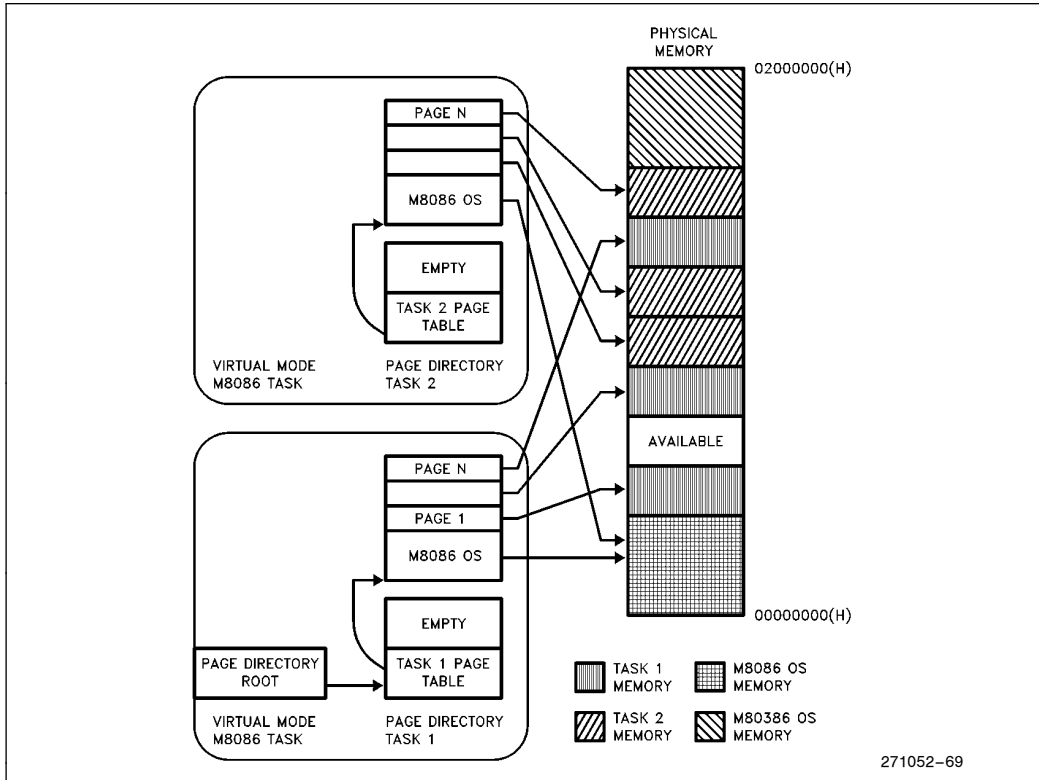 PHYSICAL
MEMORY
02000000(H)
PAGE N
M8086 OS
EMPTY
TASK 2 PAGE
TABLE
VIRTUAL MODE
M8086 TASK
PAGE DIRECTORY
TASK 2
AVAILABLE
PAGE N
PAGE 1
M8086 OS
EMPTY
TASK 1 PAGE
TABLE
PAGE DIRECTORY
ROOT
VIRTUAL MODE
M8086 TASK
PAGE DIRECTORY
TASK 1
00000000(H)
TASK 1
MEMORY
M8086 OS
MEMORY
TASK 2
MEMORY
M80386 OS
MEMORY
271052–69